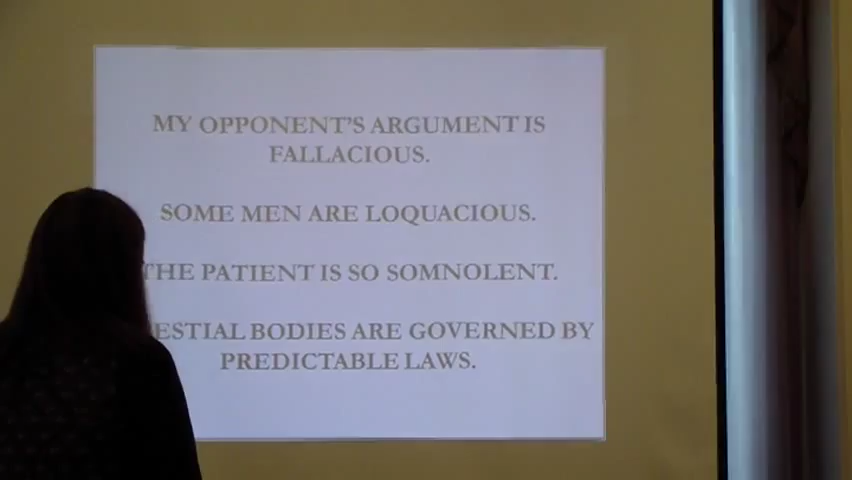 MY OPPONENT'S ARGUMENT IS
FALLACIOUS.
SOME MEN ARE LOQUACIOUS.
THE PATIENT IS SO SOMNOLENT.
ESTIAL BODIES ARE GOVERNED BY
PREDICTABLE LAWS.